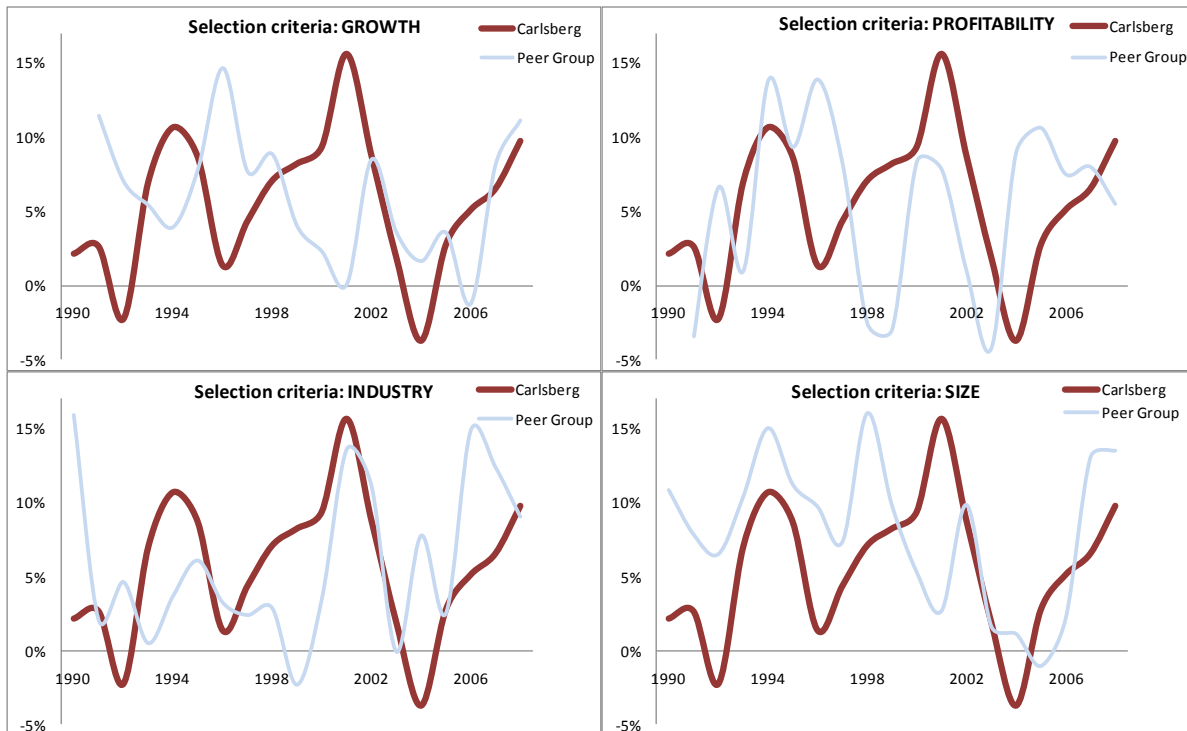 Selection criteria: GROWTH
Carlsberg
Peer Group
15%
10%
5%
0%
-5%
1990 1994 1998 2002 2006
Selection criteria: PROFITABILITY
Carlsberg
Peer Group
15%
10%
5%
0%
-5%
1990 1994 1998 2002 2006
Selection criteria: INDUSTRY
Carlsberg
Peer Group
15%
10%
5%
0%
-5%
1990 1994 1998 2002 2006
Selection criteria: SIZE
Carlsberg
Peer Group
15%
10%
5%
0%
-5%
1990 1994 1998 2002 2006